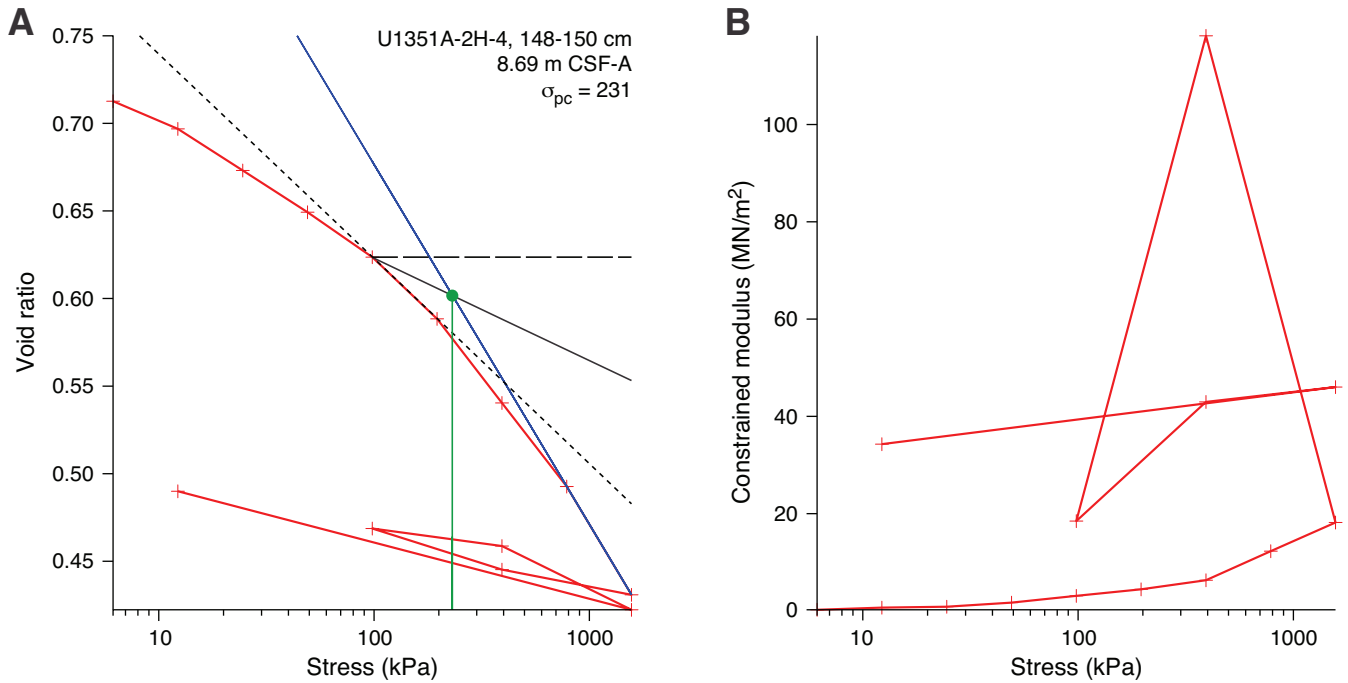 A
U1351A-2H-4, 148-150 cm
8.69 m CSF-A
σpc = 231
Void ratio
0.75
0.70
0.65
0.60
0.55
0.50
0.45
10 100 1000
Stress (kPa)
B
Constrained modulus (MN/m²)
100
80
60
40
20
0
10 100 1000
Stress (kPa)